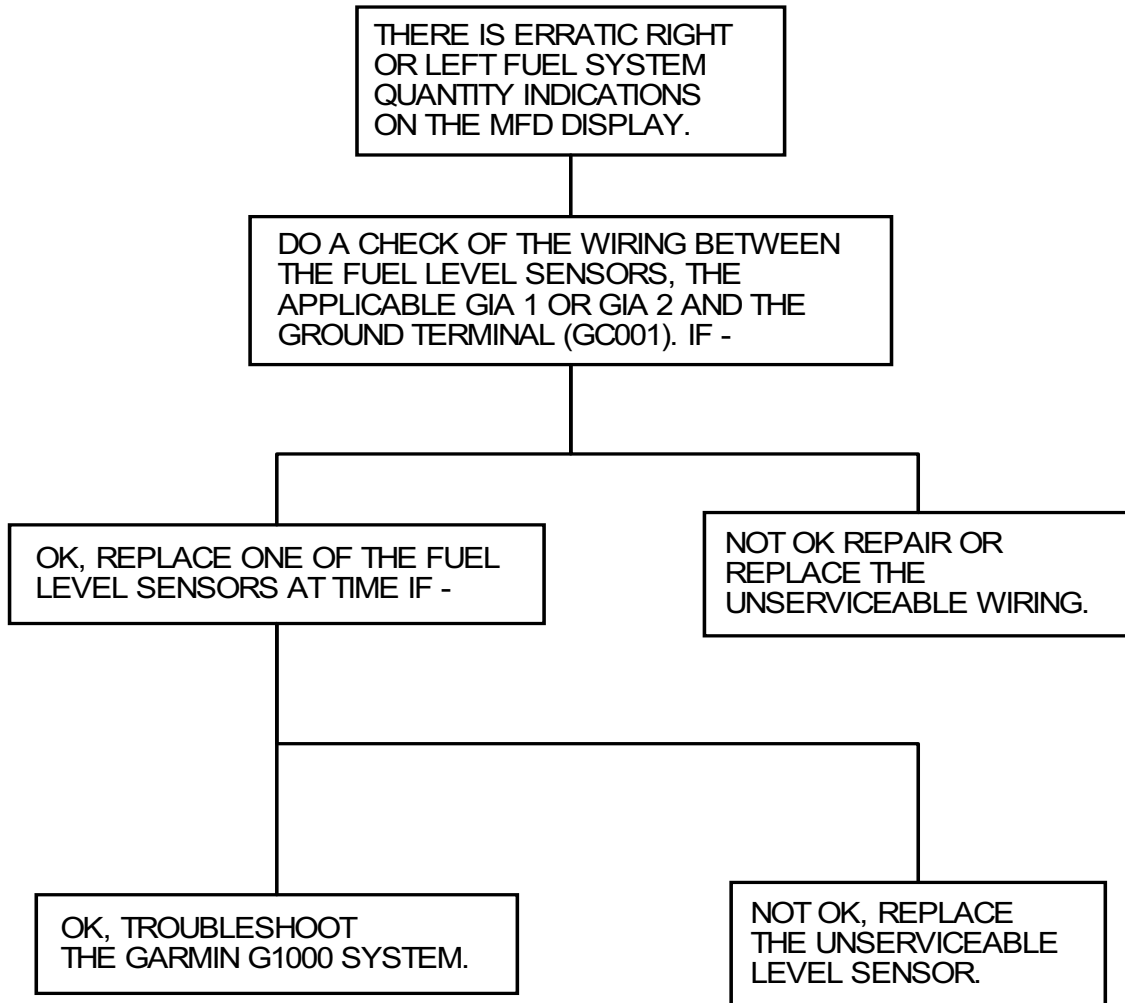 THERE IS ERRATIC RIGHT
OR LEFT FUEL SYSTEM
QUANTITY INDICATIONS
ON THE MFD DISPLAY.
DO A CHECK OF THE WIRING BETWEEN
THE FUEL LEVEL SENSORS, THE
APPLICABLE GIA 1 OR GIA 2 AND THE
GROUND TERMINAL (GC001). IF -
OK, REPLACE ONE OF THE FUEL
LEVEL SENSORS AT TIME IF -
NOT OK REPAIR OR
REPLACE THE
UNSERVICEABLE WIRING.
OK, TROUBLESHOOT
THE GARMIN G1000 SYSTEM.
NOT OK, REPLACE
THE UNSERVICEABLE
LEVEL SENSOR.